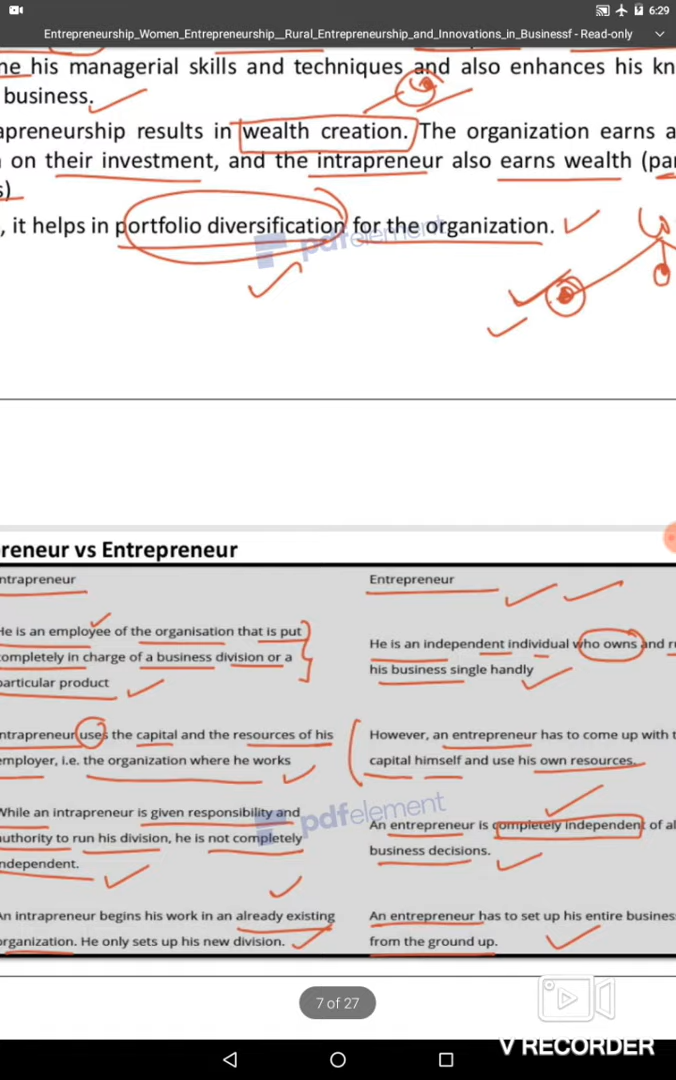 6:29
Entrepreneurship_Women_Entrepreneurship__Rural_Entrepreneurship_and_Innovations_in_Businessf - Read-only
his managerial skills and techniques and also enhances his
business.
results in wealth creation. The organization earns a
on their investment, and the intrapreneur also earns wealth
, it helps in portfolio diversification for the organization.
pdfelement
reneur vs Entrepreneur
ntrapreneur Entrepreneur
He is an employee of the organisation that is put
completely in charge of a business division or a
particular product
He is an independent individual who owns and
his business single handly
ntrapreneur uses the capital and the resources of his
employer, i.e. the organization where he works
However, an entrepreneur has to come up with
capital himself and use his own resources.
While an intrapreneur is given responsibility and
authority to run his division, he is not completely
independent.
pdfelement
An entrepreneur is completely independent of
business decisions.
An intrapreneur begins his work in an already existing
organization. He only sets up his new division.
An entrepreneur has to set up his entire busines
from the ground up.
7 of 27
V RECORDER